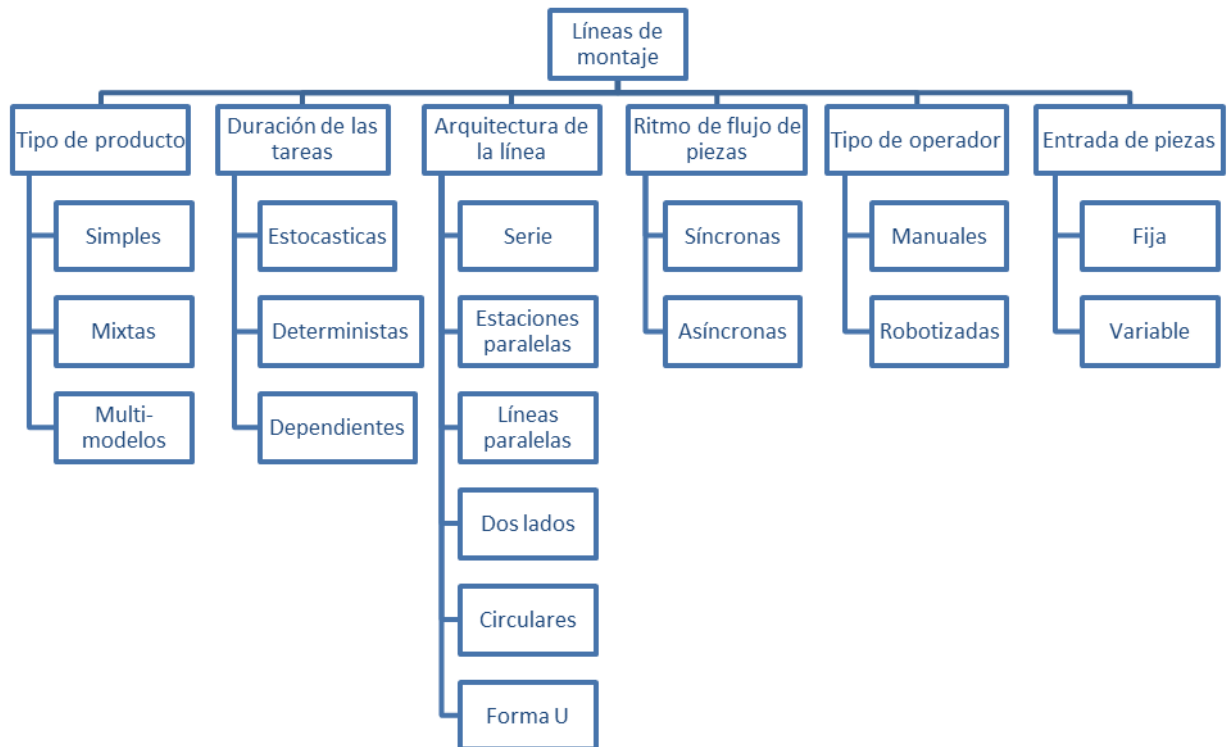 Líneas de
montaje
Tipo de producto
Duración de las
tareas
Arquitectura de
la línea
Ritmo de flujo de
piezas
Tipo de operador
Entrada de piezas
Simples
Mixtas
Multi-
modelos
Estocasticas
Deterministas
Dependientes
Serie
Estaciones
paralelas
Líneas
paralelas
Dos lados
Circulares
Forma U
Síncronas
Asíncronas
Manuales
Robotizadas
Fija
Variable